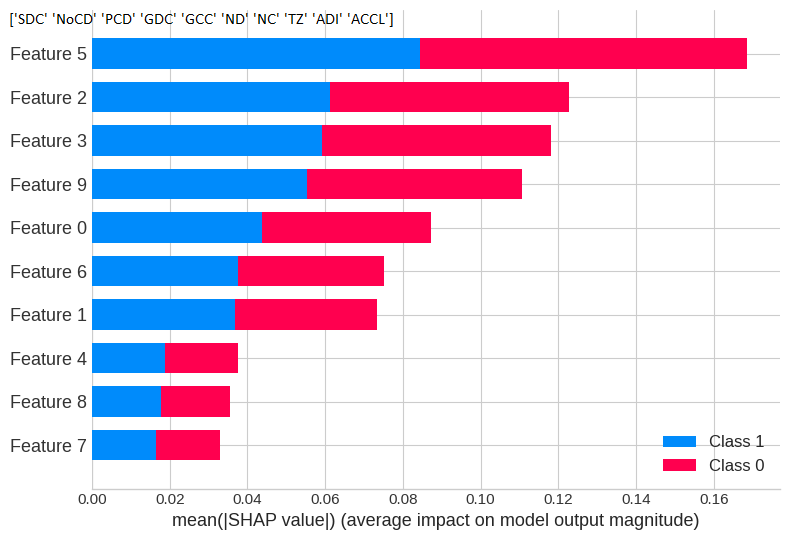 ['SDC' 'NoCD' 'PCD' 'GDC' 'GCC' 'ND' 'NC' 'TZ' 'ADI' 'ACCL']
Feature 5
Feature 2
Feature 3
Feature 9
Feature 0
Feature 6
Feature 1
Feature 4
Feature 8
Feature 7
Class 1
Class 0
0.00 0.02 0.04 0.06 0.08 0.10 0.12 0.14 0.16
mean(|SHAP value|) (average impact on model output magnitude)